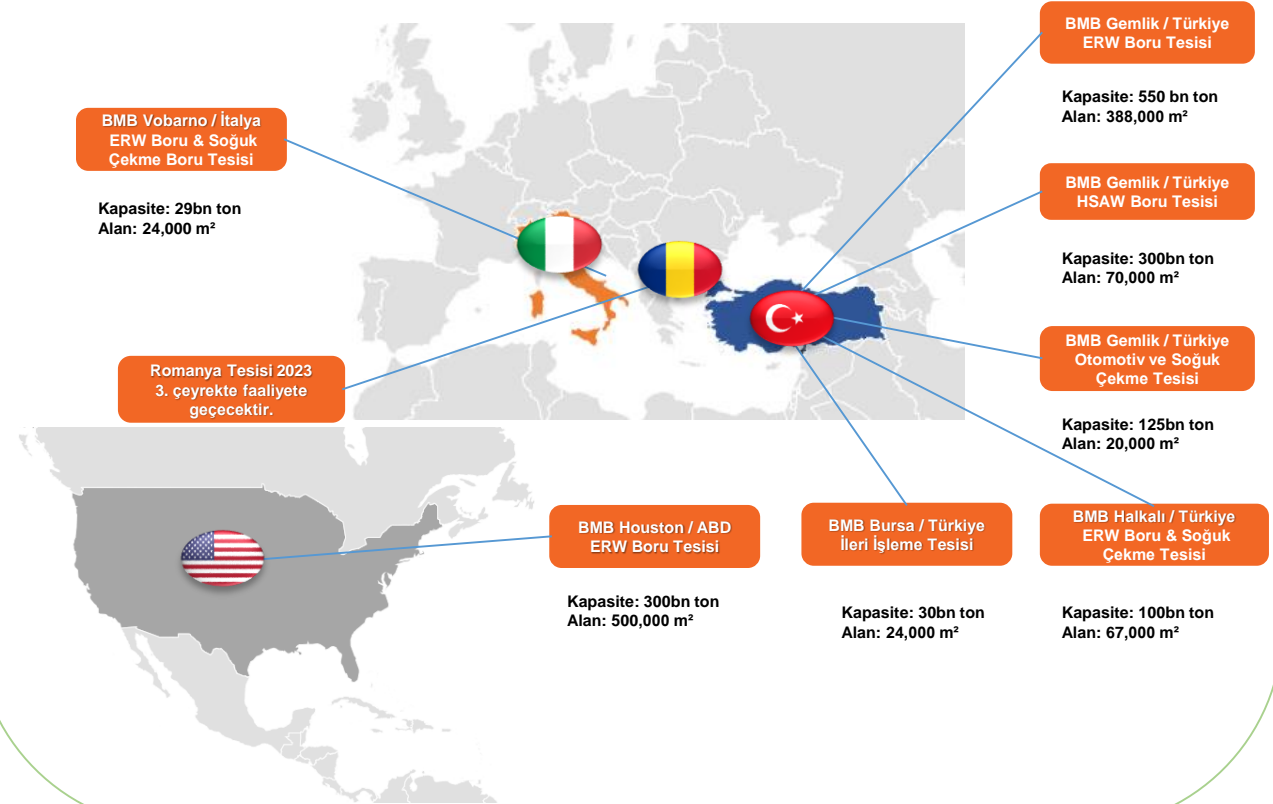 BMB Gemlik / Türkiye
ERW Boru Tesisi
Kapasite: 550 bn ton
Alan: 388,000 m²
BMB Vobarno / İtalya
ERW Boru & Soğuk
Çekme Boru Tesisi
Kapasite: 29bn ton
Alan: 24,000 m²
BMB Gemlik / Türkiye
HSAW Boru Tesisi
Kapasite: 300bn ton
Alan: 70,000 m²
BMB Gemlik / Türkiye
Otomotiv ve Soğuk
Çekme Tesisi
Kapasite: 125bn ton
Alan: 20,000 m²
Romanya Tesisi 2023
3. çeyrekte faaliyete
geçecektir.
BMB Houston / ABD
ERW Boru Tesisi
Kapasite: 300bn ton
Alan: 500,000 m²
BMB Bursa / Türkiye
İleri İşleme Tesisi
Kapasite: 30bn ton
Alan: 24,000 m²
BMB Halkalı / Türkiye
ERW Boru & Soğuk
Çekme Tesisi
Kapasite: 100bn ton
Alan: 67,000 m²